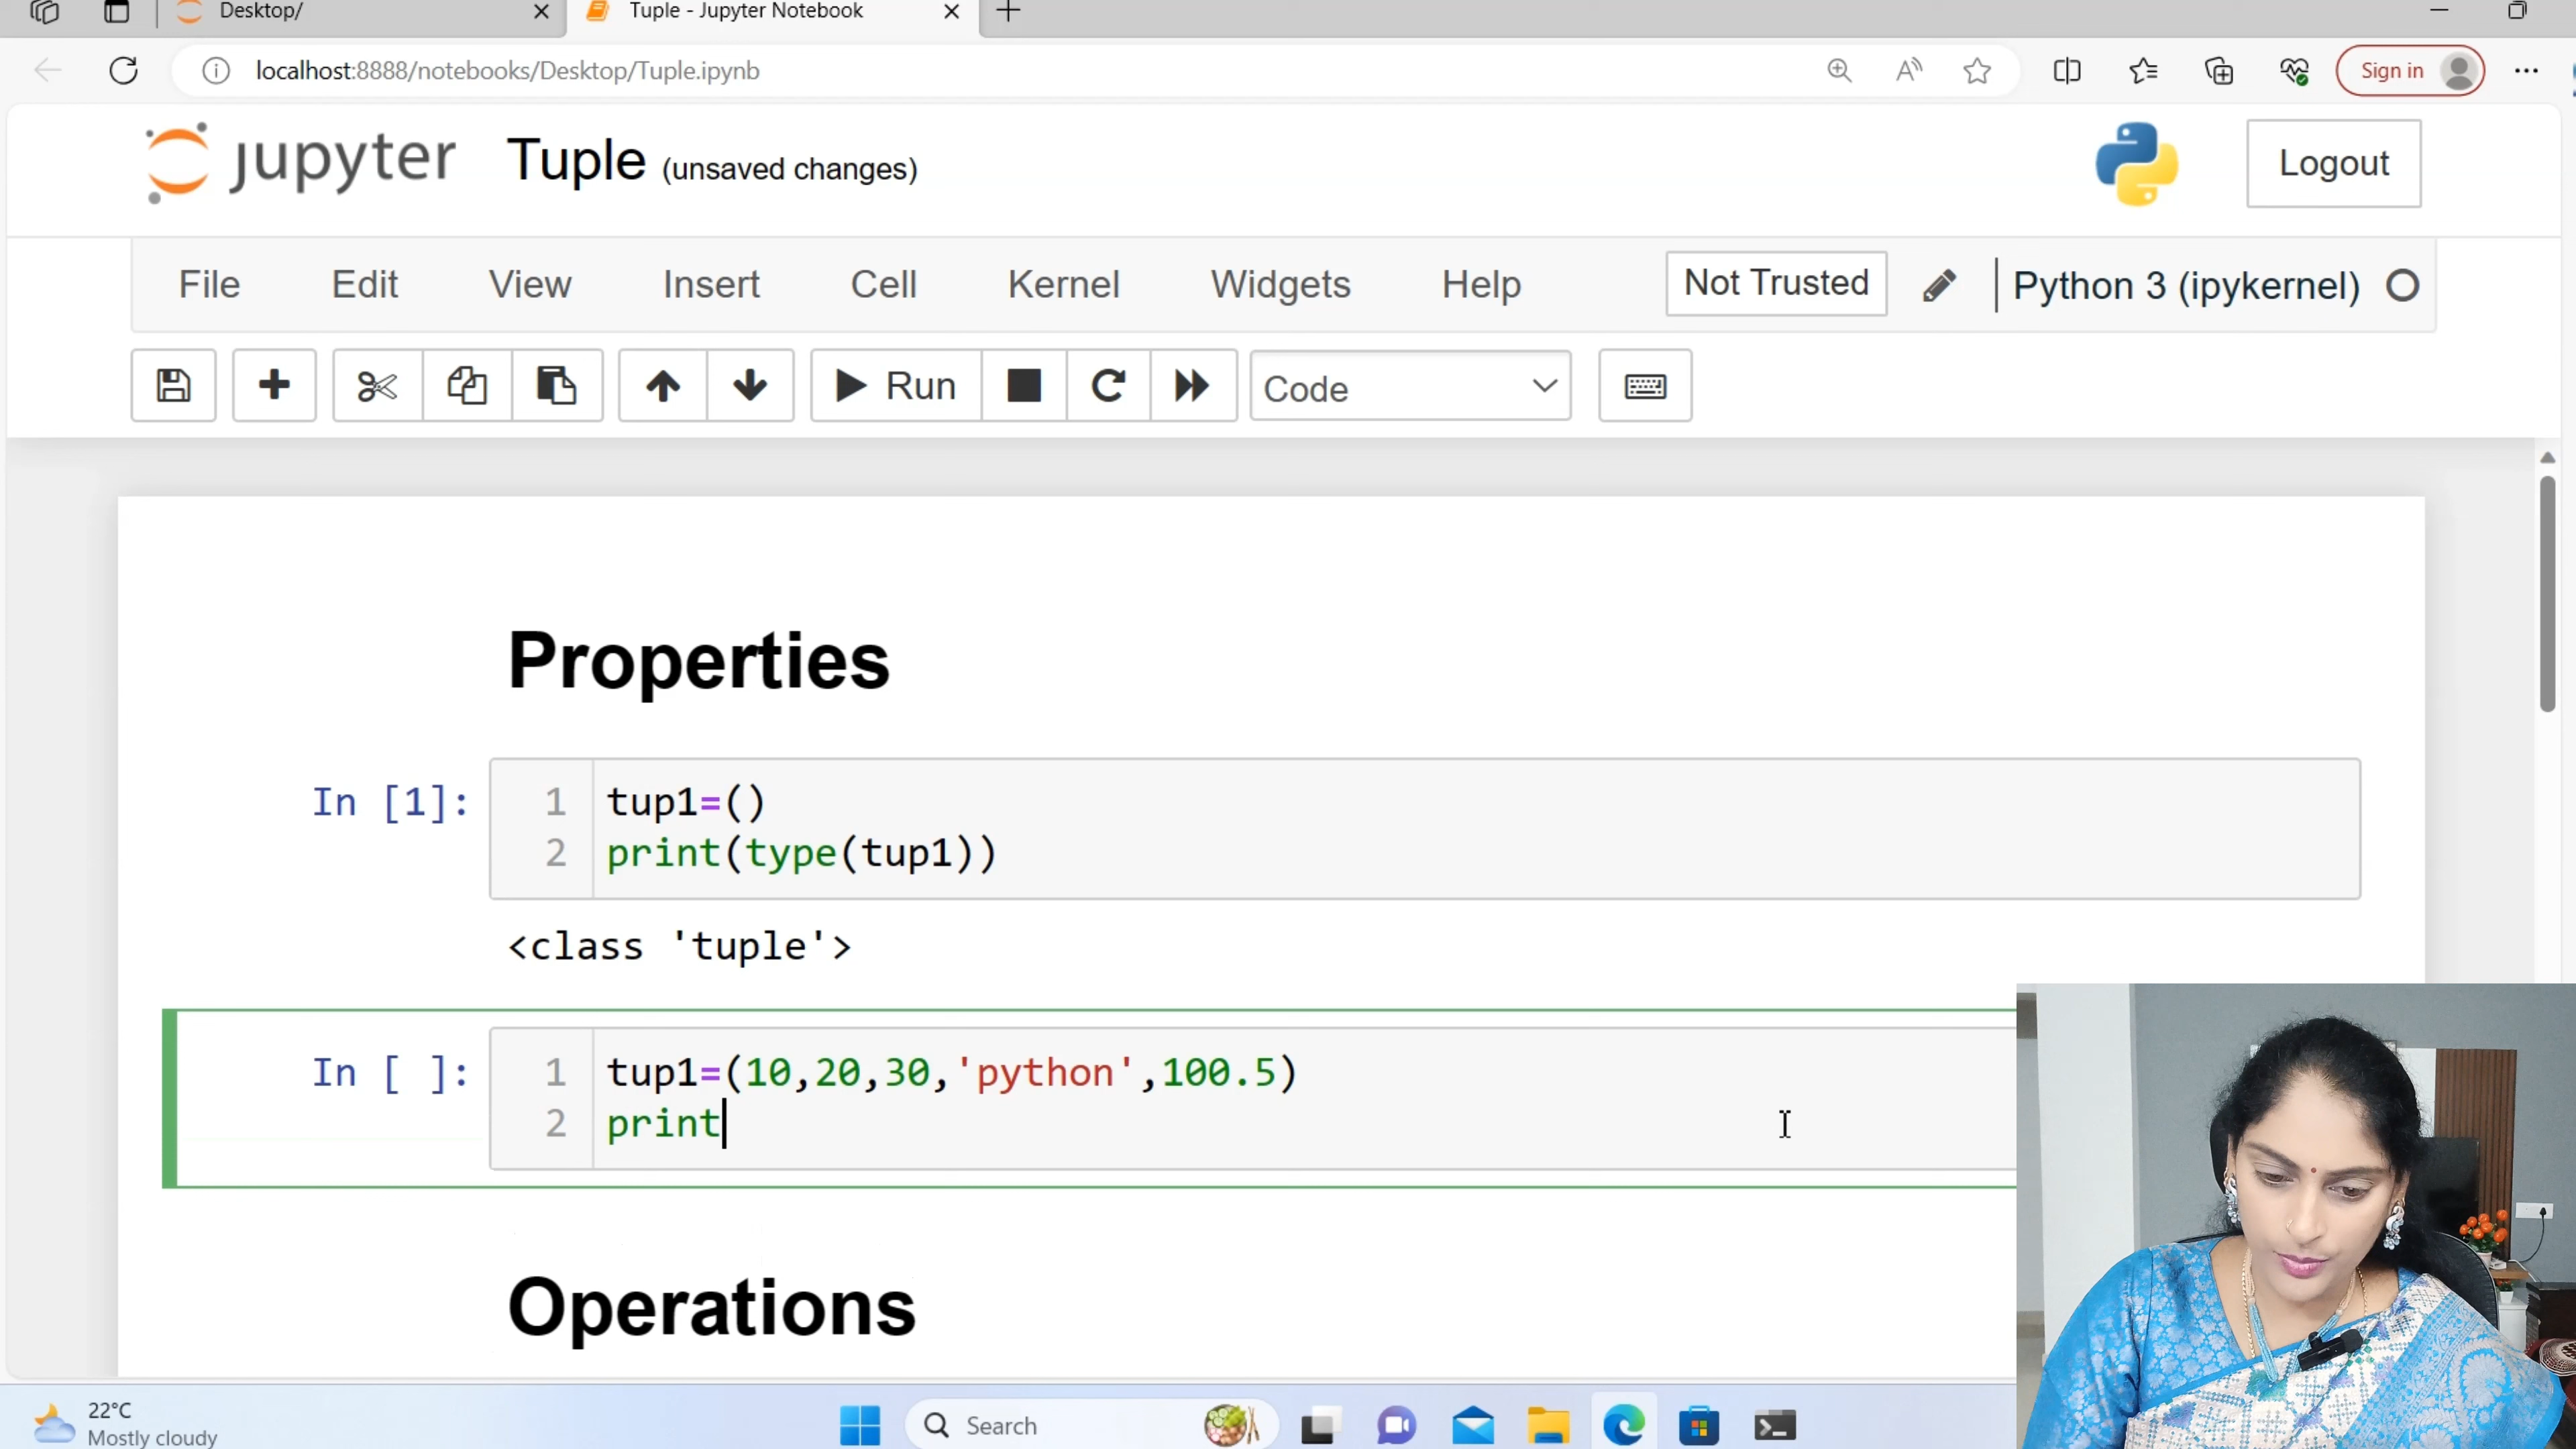 Desktop/
Tuple - Jupyter Notebook
localhost:8888/notebooks/Desktop/Tuple.ipynb
Sign in
jupyter Tuple (unsaved changes)
Logout
File Edit View Insert Cell Kernel Widgets Help Not Trusted Python 3 (ipykernel)
Run Code
Properties
In [1]: 1 tup1=()
2 print(type(tup1))
<class 'tuple'>
In [ ]: 1 tup1=(10,20,30,'python',100.5)
2 print
Operations
22°C
Mostly cloudy
Search